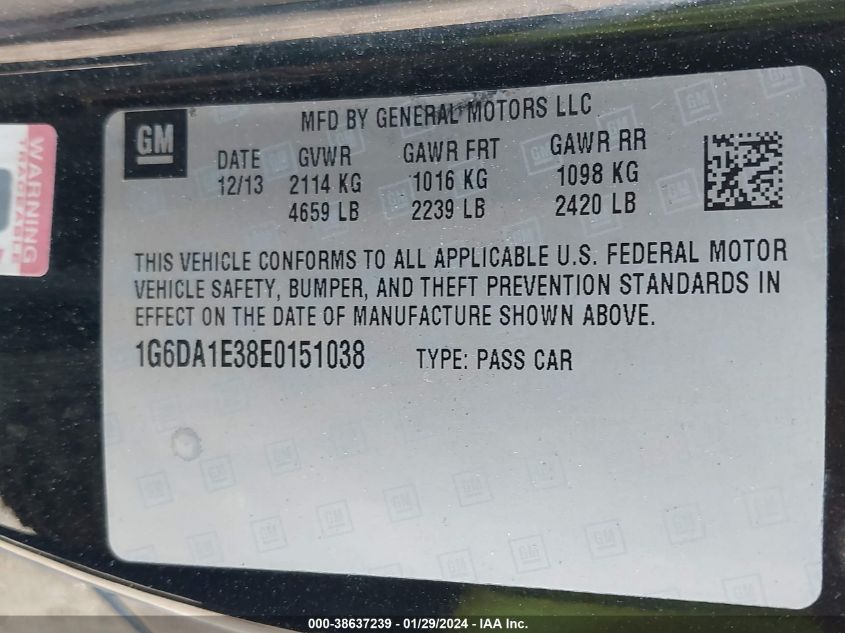 WARNING
TRACEABLE
GM
MFD BY GENERAL MOTORS LLC
DATE GVWR GAWR FRT GAWR RR
12/13 2114 KG 1016 KG 1098 KG
4659 LB 2239 LB 2420 LB
THIS VEHICLE CONFORMS TO ALL APPLICABLE U.S. FEDERAL MOTOR
VEHICLE SAFETY, BUMPER, AND THEFT PREVENTION STANDARDS IN
EFFECT ON THE DATE OF MANUFACTURE SHOWN ABOVE.
1G6DA1E38E0151038 TYPE: PASS CAR
000-38637239 - 01/29/2024 - IAA Inc.